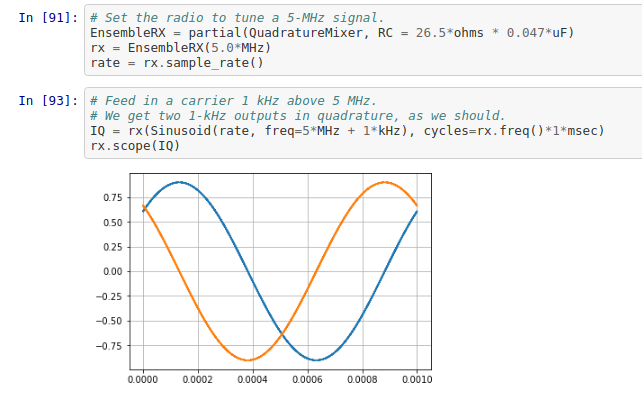 In [91]: # Set the radio to tune a 5-MHz signal.
EnsembleRX = partial(QuadratureMixer, RC = 26.5*ohms * 0.047*uF)
rx = EnsembleRX(5.0*MHz)
rate = rx.sample_rate()
In [93]: # Feed in a carrier 1 kHz above 5 MHz.
# We get two 1-kHz outputs in quadrature, as we should.
IQ = rx(Sinusoid(rate, freq=5*MHz + 1*kHz), cycles=rx.freq()*1*msec)
rx.scope(IQ)
0.75
0.50
0.25
0.00
−0.25
−0.50
−0.75
0.0000 0.0002 0.0004 0.0006 0.0008 0.0010